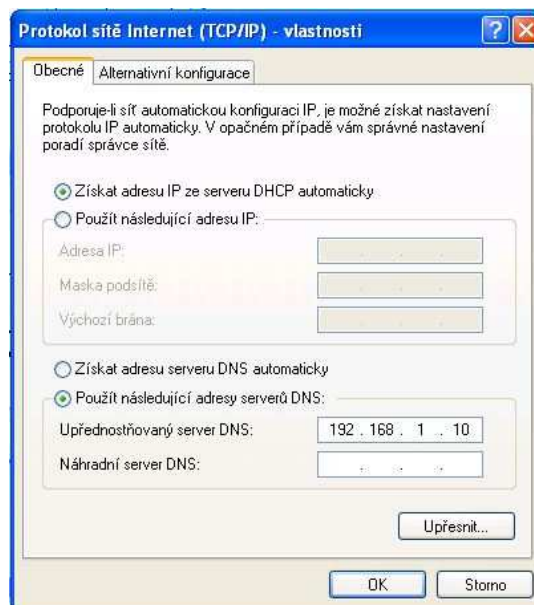 Protokol sítě Internet (TCP/IP) - vlastnosti
Obecné
Alternativní konfigurace
Podporuje-li síť automatickou konfiguraci IP, je možné získat nastavení
protokolu IP automaticky. V opačném případě vám správné nastavení
poradí správce sítě.
Získat adresu IP ze serveru DHCP automaticky
Použít následující adresu IP:
Adresa IP:
Maska podsítě:
Výchozí brána:
Získat adresu serveru DNS automaticky
Použít následující adresy serverů DNS:
Upřednostňovaný server DNS: 192 . 168 . 1 . 10
Náhradní server DNS: . . .
Upřesnit...
OK
Storno